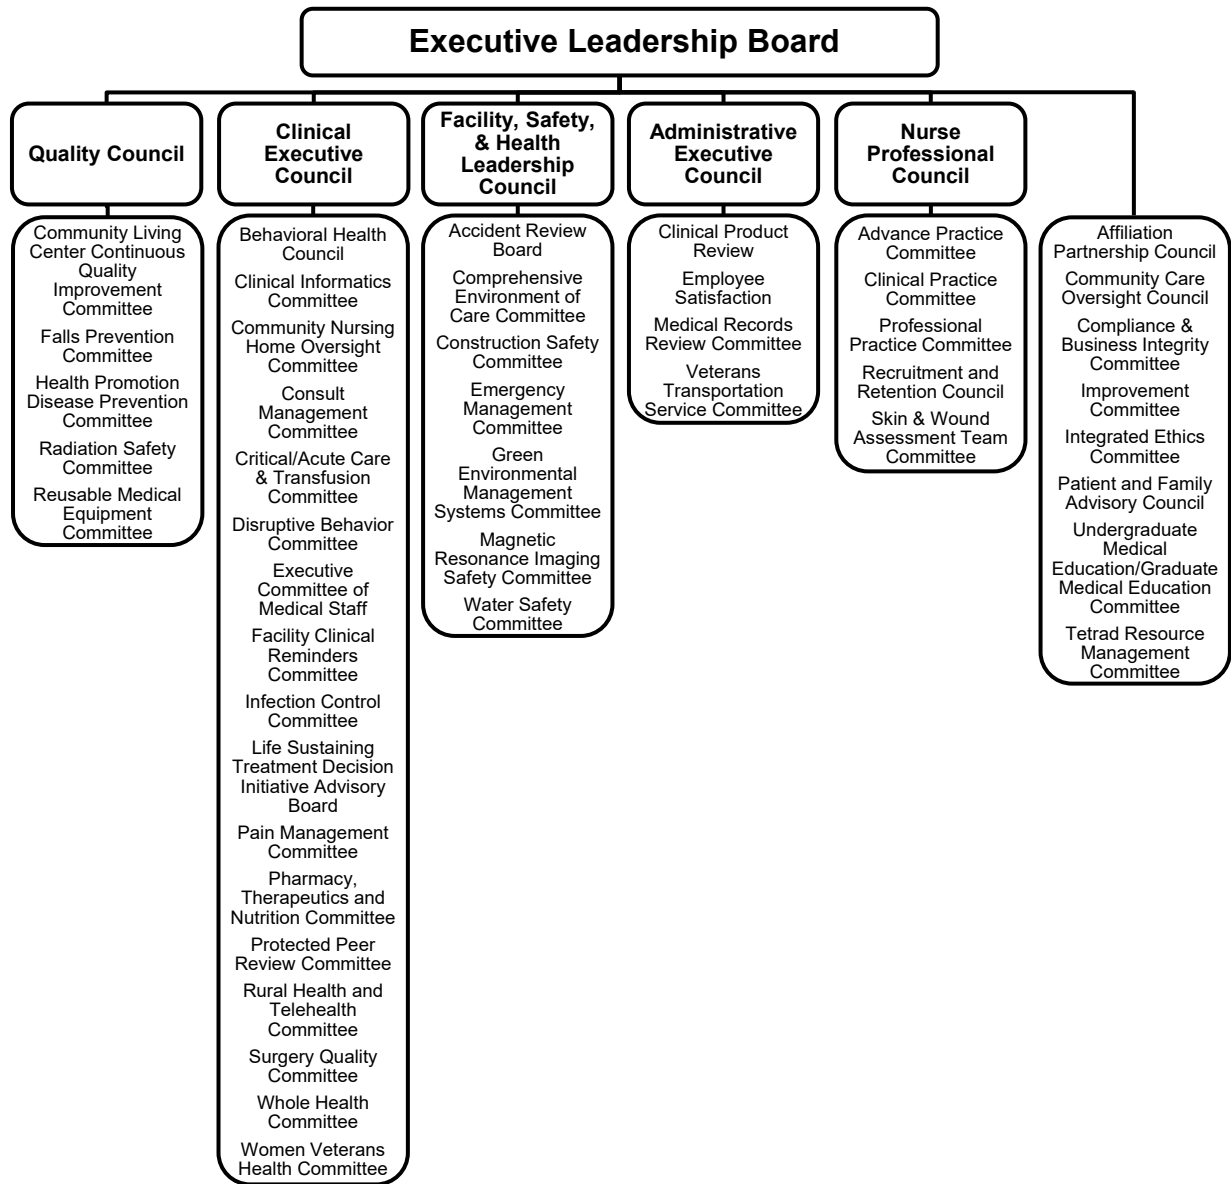 Executive Leadership Board
Quality Council
Clinical
Executive
Council
Facility, Safety,
& Health
Leadership
Council
Administrative
Executive
Council
Nurse
Professional
Council
Community Living
Center Continuous
Quality
Improvement
Committee
Falls Prevention
Committee
Health Promotion
Disease Prevention
Committee
Radiation Safety
Committee
Reusable Medical
Equipment
Committee
Behavioral Health
Council
Clinical Informatics
Committee
Community Nursing
Home Oversight
Committee
Consult
Management
Committee
Critical/Acute Care
& Transfusion
Committee
Disruptive Behavior
Committee
Executive
Committee of
Medical Staff
Facility Clinical
Reminders
Committee
Infection Control
Committee
Life Sustaining
Treatment Decision
Initiative Advisory
Board
Pain Management
Committee
Pharmacy,
Therapeutics and
Nutrition Committee
Protected Peer
Review Committee
Rural Health and
Telehealth
Committee
Surgery Quality
Committee
Whole Health
Committee
Women Veterans
Health Committee
Accident Review
Board
Comprehensive
Environment of
Care Committee
Construction Safety
Committee
Emergency
Management
Committee
Green
Environmental
Management
Systems Committee
Magnetic
Resonance Imaging
Safety Committee
Water Safety
Committee
Clinical Product
Review
Employee
Satisfaction
Medical Records
Review Committee
Veterans
Transportation
Service Committee
Advance Practice
Committee
Clinical Practice
Committee
Professional
Practice Committee
Recruitment and
Retention Council
Skin & Wound
Assessment Team
Committee
Affiliation
Partnership Council
Community Care
Oversight Council
Compliance &
Business Integrity
Committee
Improvement
Committee
Integrated Ethics
Committee
Patient and Family
Advisory Council
Undergraduate
Medical
Education/Graduate
Medical Education
Committee
Tetrad Resource
Management
Committee